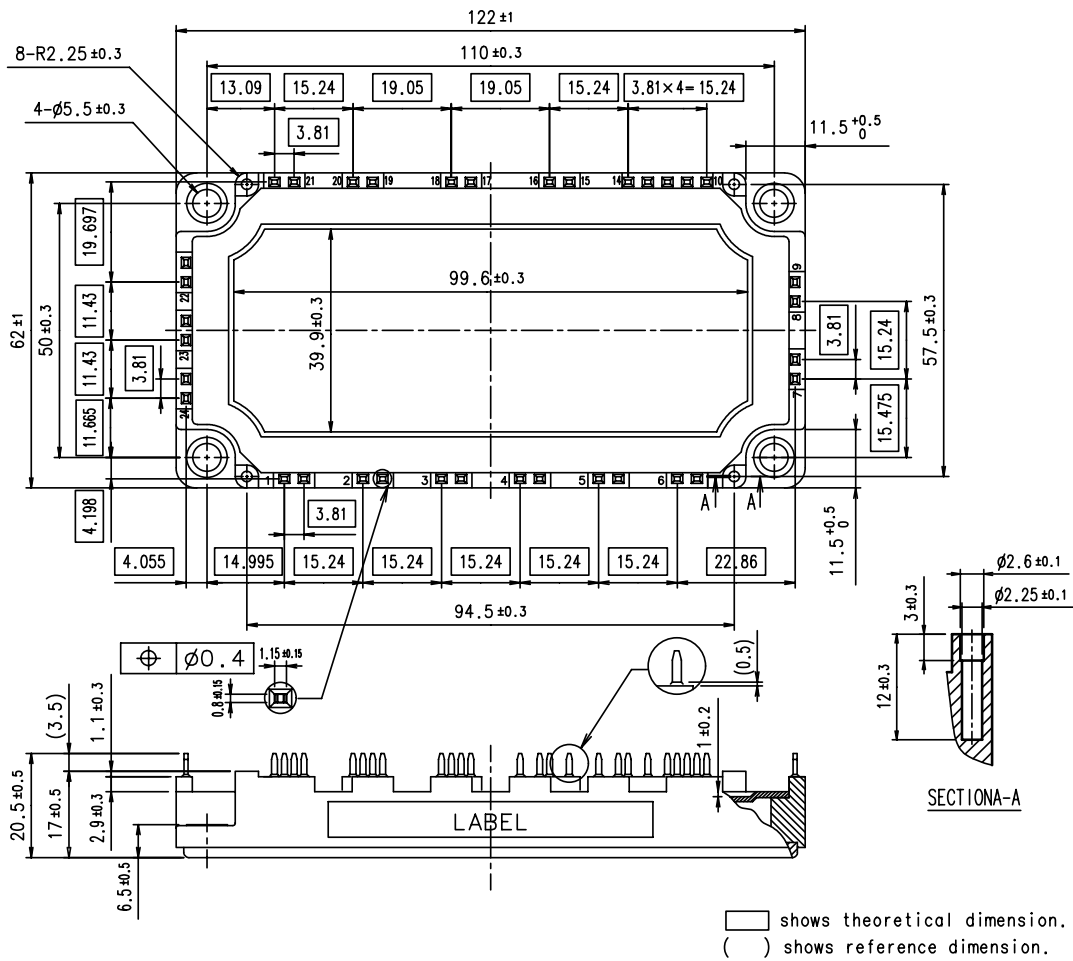 122 ±1
110 ±0.3
8-R2.25 ±0.3
13.09 15.24 19.05 19.05 15.24 3.81×4=15.24
4-Ø5.5 ±0.3
3.81
11.5 +0.5 0
21 20 19 18 17 16 15 14 10
19.697
11.43
11.43
3.81
11.665
4.198
62 ±1
50 ±0.3
22
23
24
99.6 ±0.3
39.9 ±0.3
9
8
7
3.81
15.24
15.475
57.5 ±0.3
11.5 +0.5 0
1 2 3 4 5 6
A A
3.81
4.055 14.995 15.24 15.24 15.24 15.24 15.24 22.86
94.5 ±0.3
Ø0.4
1.15 ±0.15
0.8 ±0.15
(0.5)
1 ±0.2
(3.5)
1.1 ±0.3
20.5 ±0.5
17 ±0.5
2.9 ±0.3
6.5 ±0.5
LABEL
Ø2.6 ±0.1
Ø2.25 ±0.1
3 ±0.3
12 ±0.3
SECTIONA-A
shows theoretical dimension.
( ) shows reference dimension.